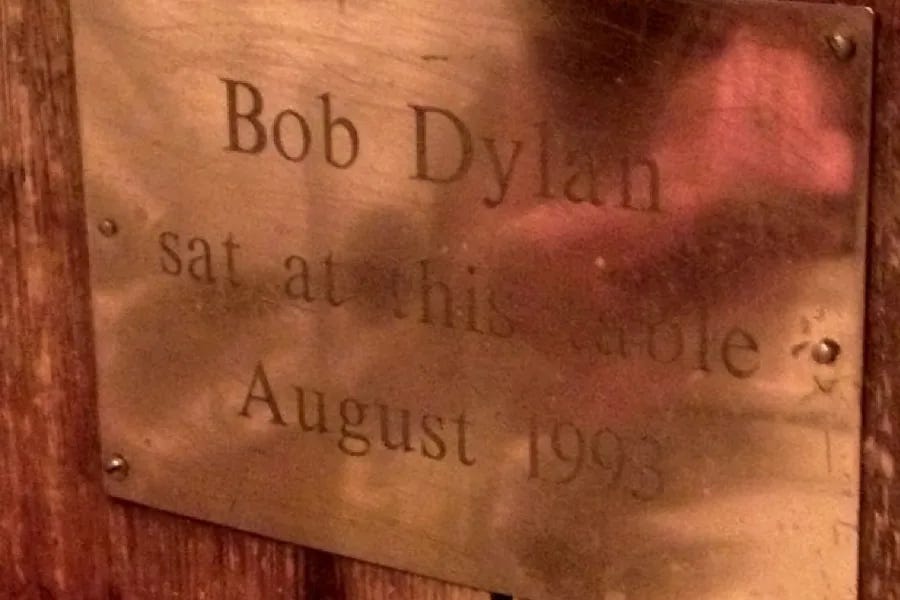 Bob Dylan
sat at this table
August 1993